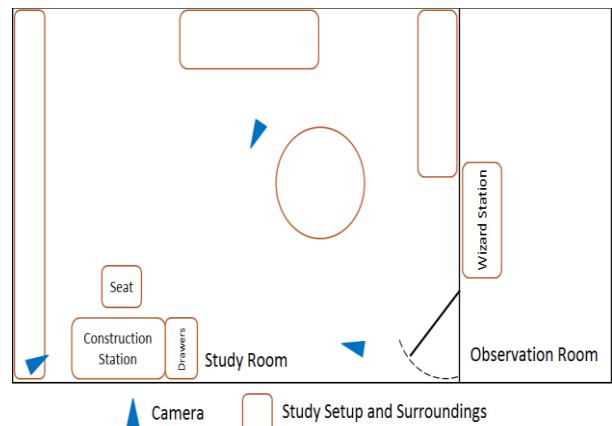 Wizard Station
Seat
Construction
Station
Drawers
Study Room
Observation Room
Camera
Study Setup and Surroundings